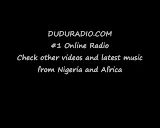 DUDURADIO.COM
#1 Online Radio
Check other videos and latest music
from Nigeria and Africa